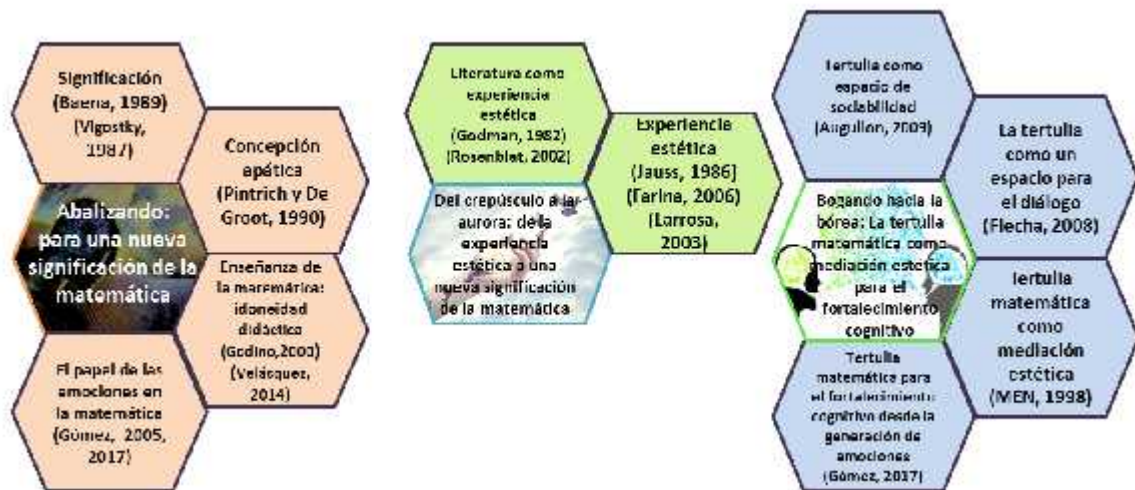 Significación
(Baena, 1989)
(Vigostky,
1987)
Concepción
apática
(Pintrich y De
Groot, 1990)
Abalizando:
para una nueva
significación de la
matemática
Enseñanza de
la matemática:
idoneidad
didáctica
(Godino,2003)
(Velásquez,
2014)
El papel de las
emociones en
la matemática
(Gómez, 2005,
2017)
Literatura como
experiencia
estética
(Godman, 1982)
(Rosenblat, 2002)
Experiencia
estética
(Jauss, 1986)
(Farina, 2006)
(Larrosa,
2003)
Del crepúsculo a la
aurora: de la
experiencia
estética a una
nueva significación
de la matemática
Tertulia como
espacio de
sociabilidad
(Augullon, 2009)
La tertulia
como un
espacio para
el diálogo
(Flecha, 2008)
Bogando hacia la
bórea: La tertulia
matemática como
mediación estética
para el
fortalecimiento
cognitivo
Tertulia
matemática
como
mediación
estética
(MEN, 1998)
Tertulia
matemática para
el fortalecimiento
cognitivo desde la
generación de
emociones
(Gómez, 2017)